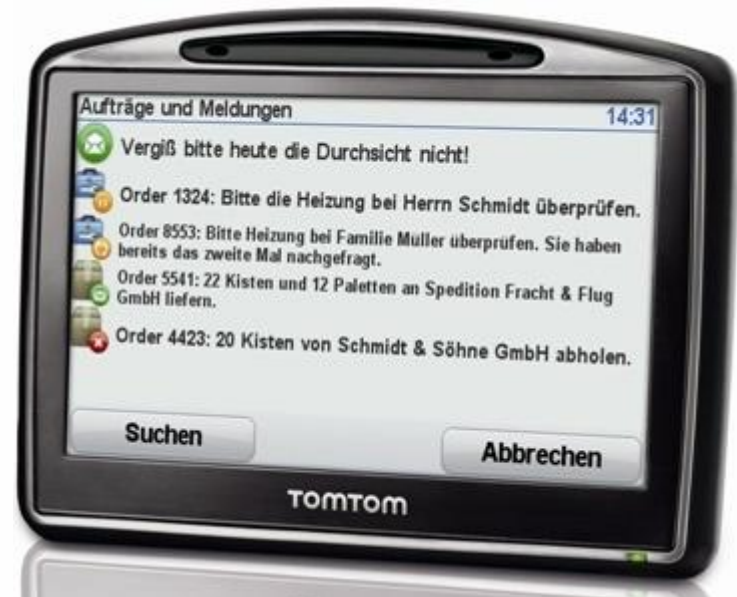 Aufträge und Meldungen 14:31
Vergiß bitte heute die Durchsicht nicht!
Order 1324: Bitte die Heizung bei Herrn Schmidt überprüfen.
Order 8553: Bitte Heizung bei Familie Muller überprüfen. Sie haben
bereits das zweite Mal nachgefragt.
Order 5541: 22 Kisten und 12 Paletten an Spedition Fracht & Flug
GmbH liefern.
Order 4423: 20 Kisten von Schmidt & Söhne GmbH abholen.
Suchen Abbrechen
TOMTOM